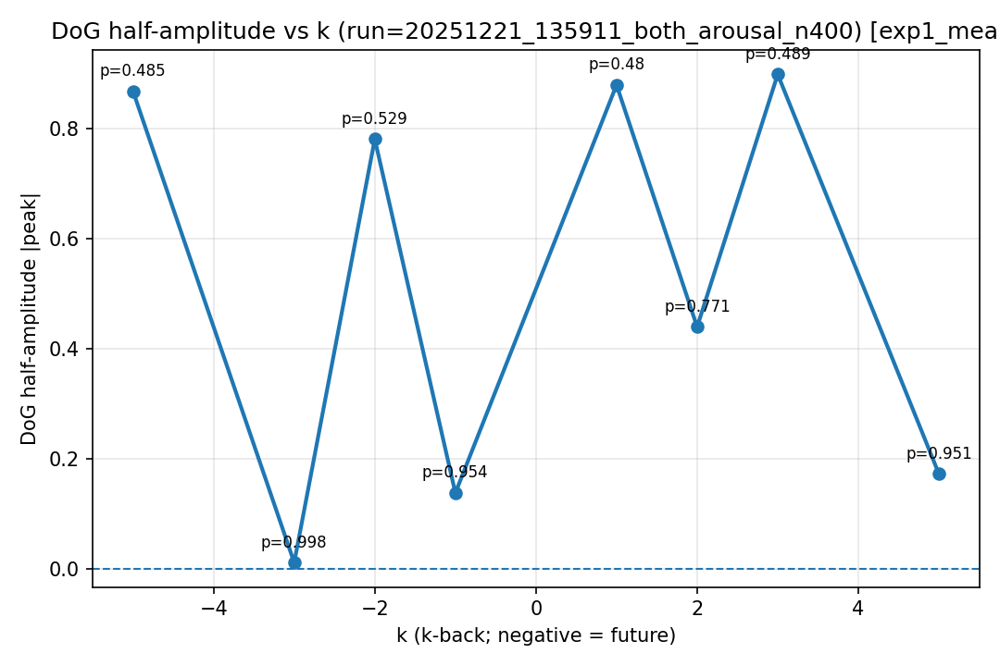 DoG half-amplitude vs k (run=20251221_135911_both_arousal_n400) [exp1_mea
p=0.485
p=0.998
p=0.529
p=0.954
p=0.48
p=0.771
p=0.489
p=0.951
DoG half-amplitude |peak|
0.8
0.6
0.4
0.2
0.0
−4
−2
0
2
4
k (k-back; negative = future)